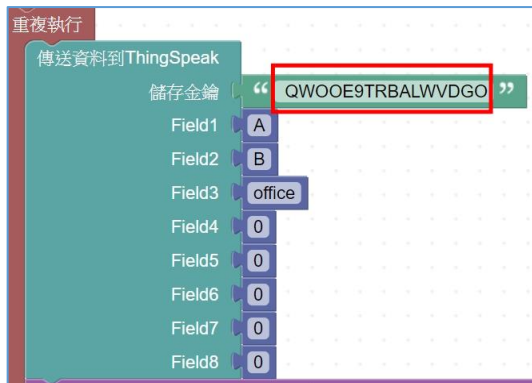 重複執行
傳送資料到ThingSpeak
儲存金鑰 “ QWOOE9TRBALWVDGO ”
Field1 A
Field2 B
Field3 office
Field4 0
Field5 0
Field6 0
Field7 0
Field8 0